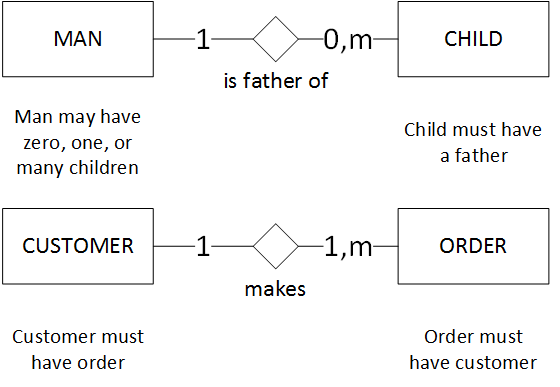 MAN
1
0,m
CHILD
is father of
Man may have
zero, one, or
many children
Child must have
a father
CUSTOMER
1
1,m
ORDER
makes
Customer must
have order
Order must
have customer